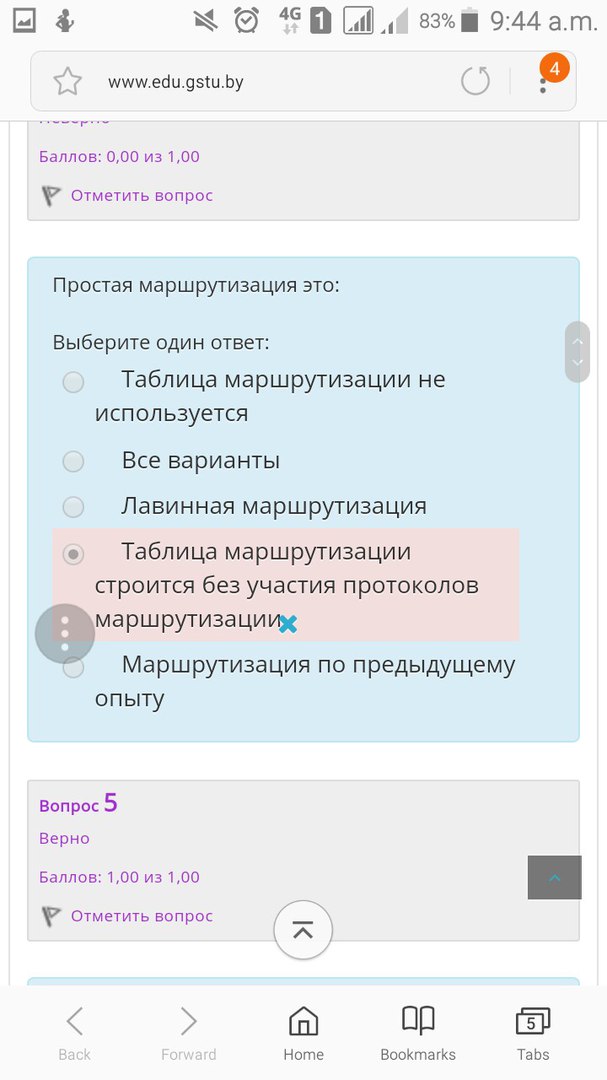 4G 1 83% 9:44 a.m.
www.edu.gstu.by
4
Неверно
Баллов: 0,00 из 1,00
Отметить вопрос
Простая маршрутизация это:
Выберите один ответ:
Таблица маршрутизации не
используется
Все варианты
Лавинная маршрутизация
Таблица маршрутизации
строится без участия протоколов
маршрутизации
Маршрутизация по предыдущему
опыту
Вопрос 5
Верно
Баллов: 1,00 из 1,00
Отметить вопрос
5
Back Forward Home Bookmarks Tabs